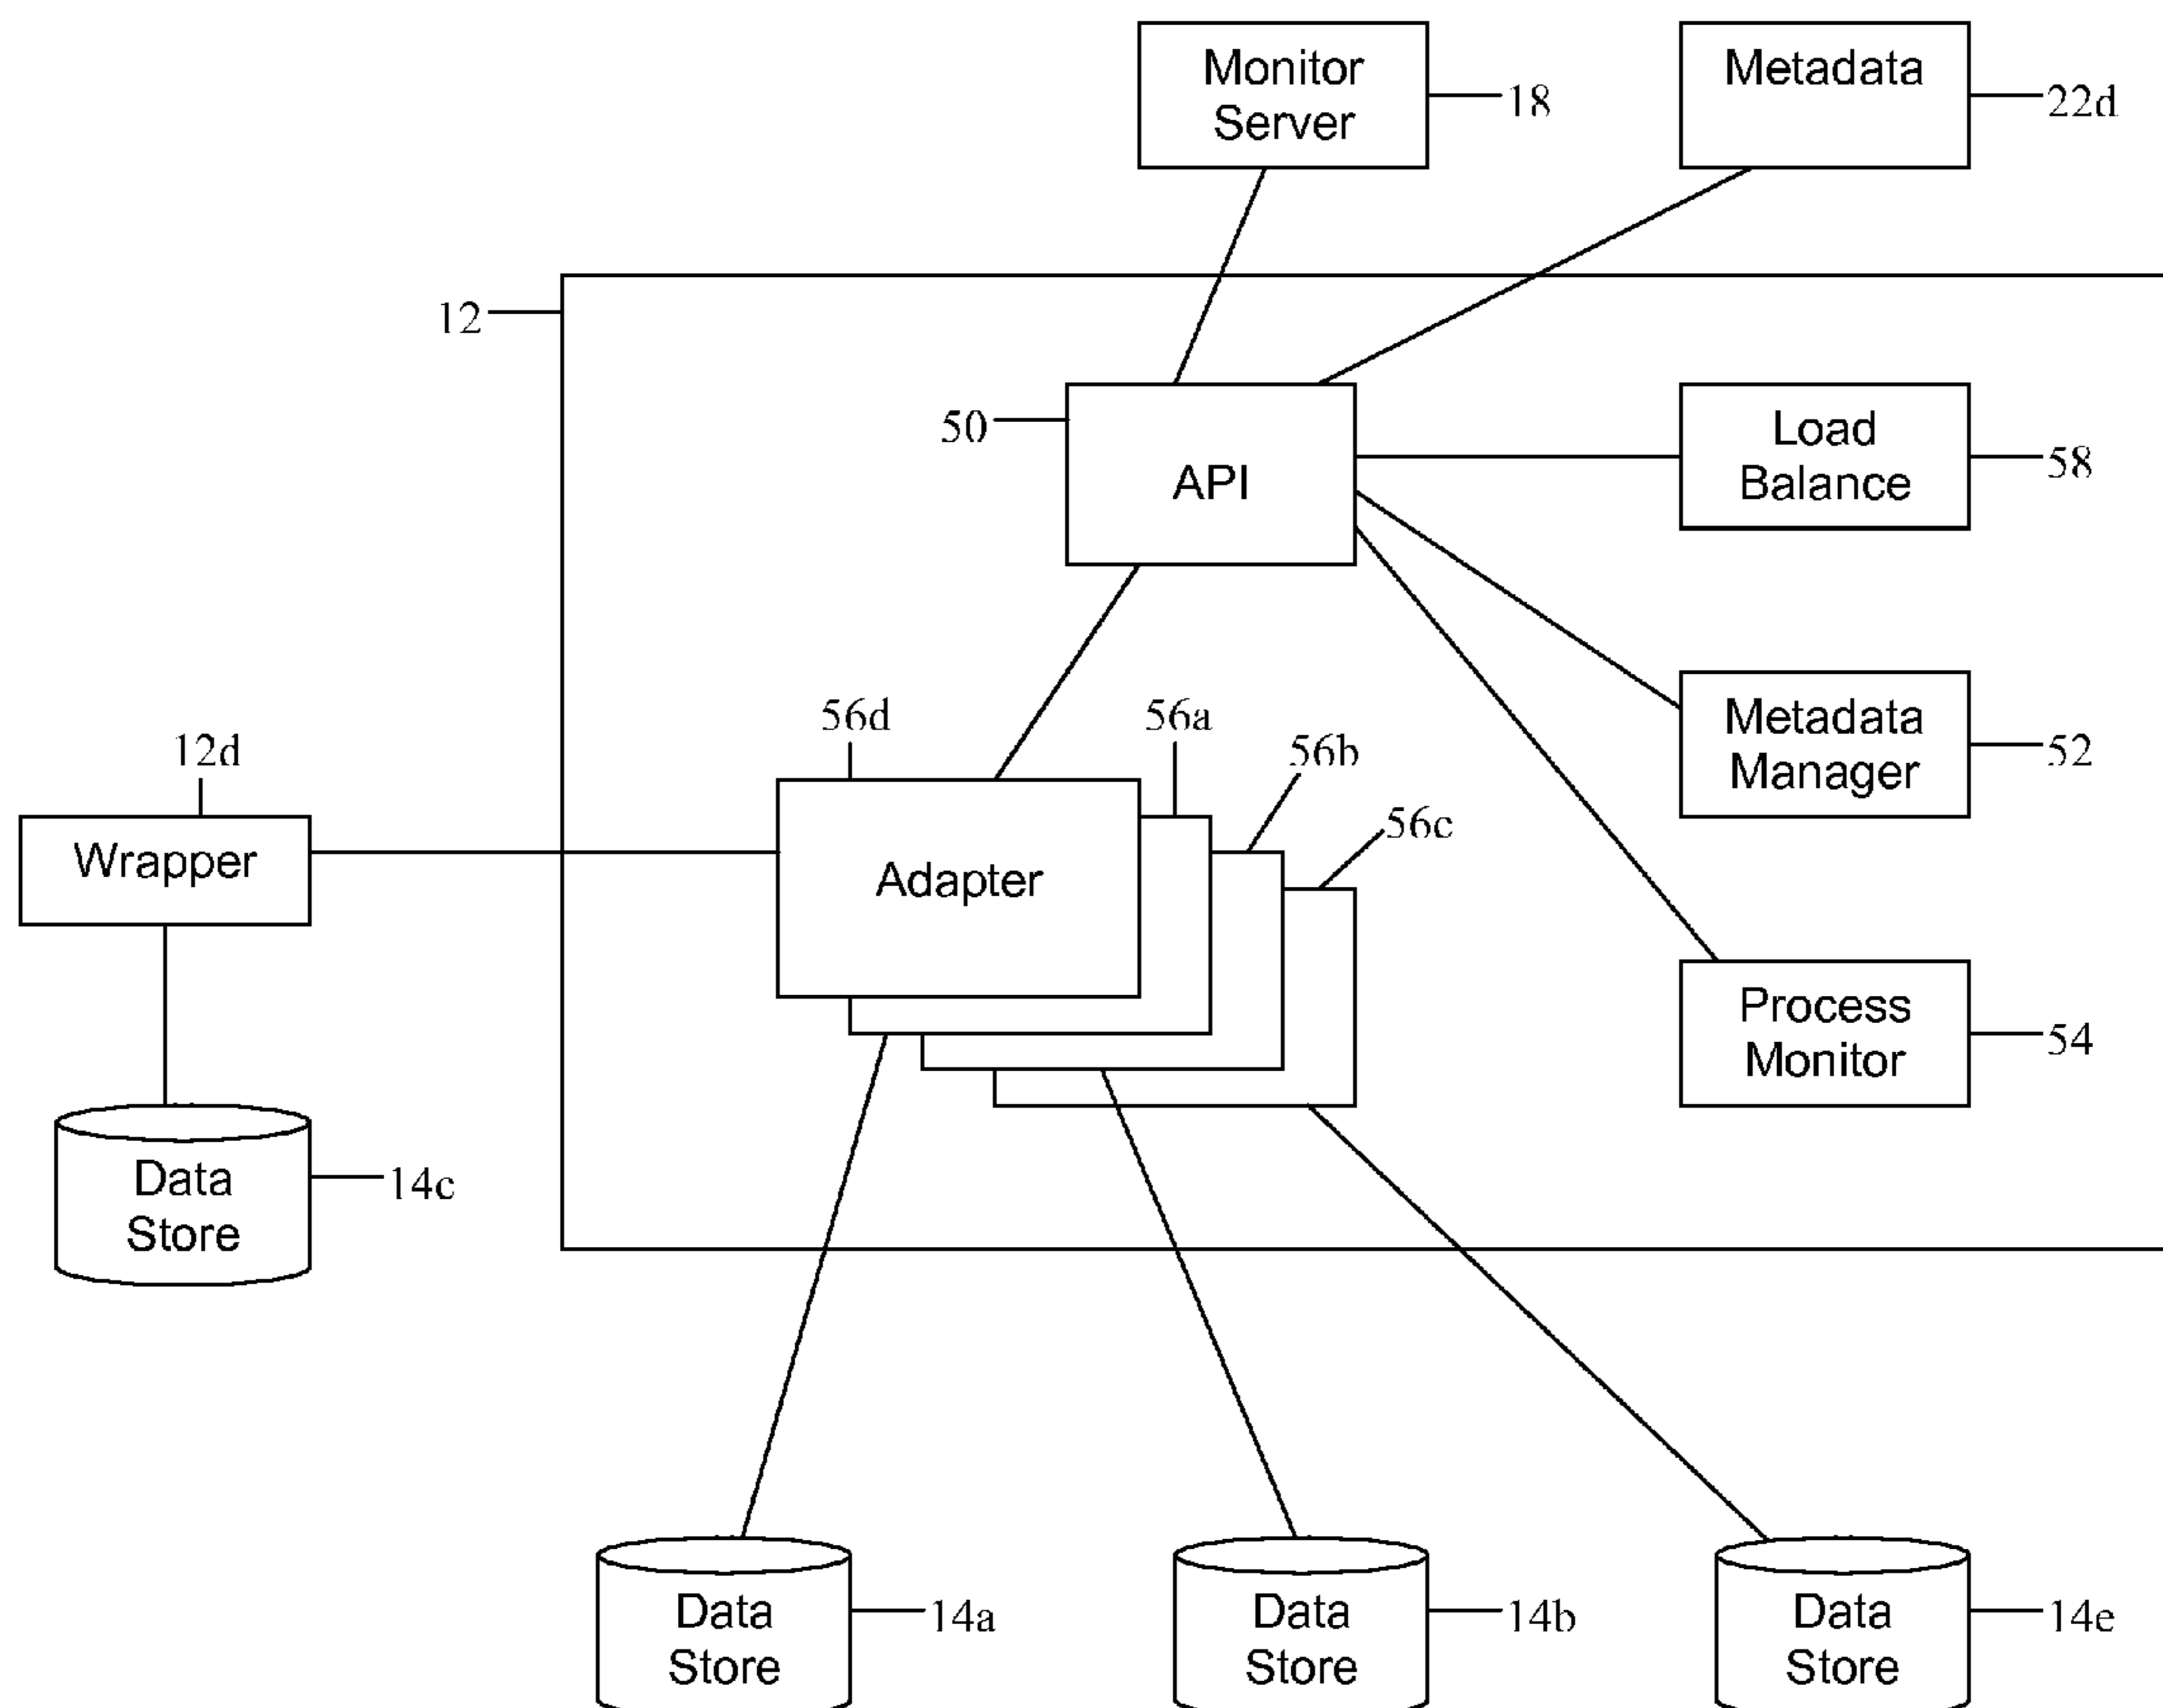 Monitor
Server
18
Metadata
22d
12
50
API
Load
Balance
58
56d
56a
56b
56c
Metadata
Manager
52
12d
Wrapper
Adapter
Process
Monitor
54
Data
Store
14c
Data
Store
14a
Data
Store
14b
Data
Store
14e